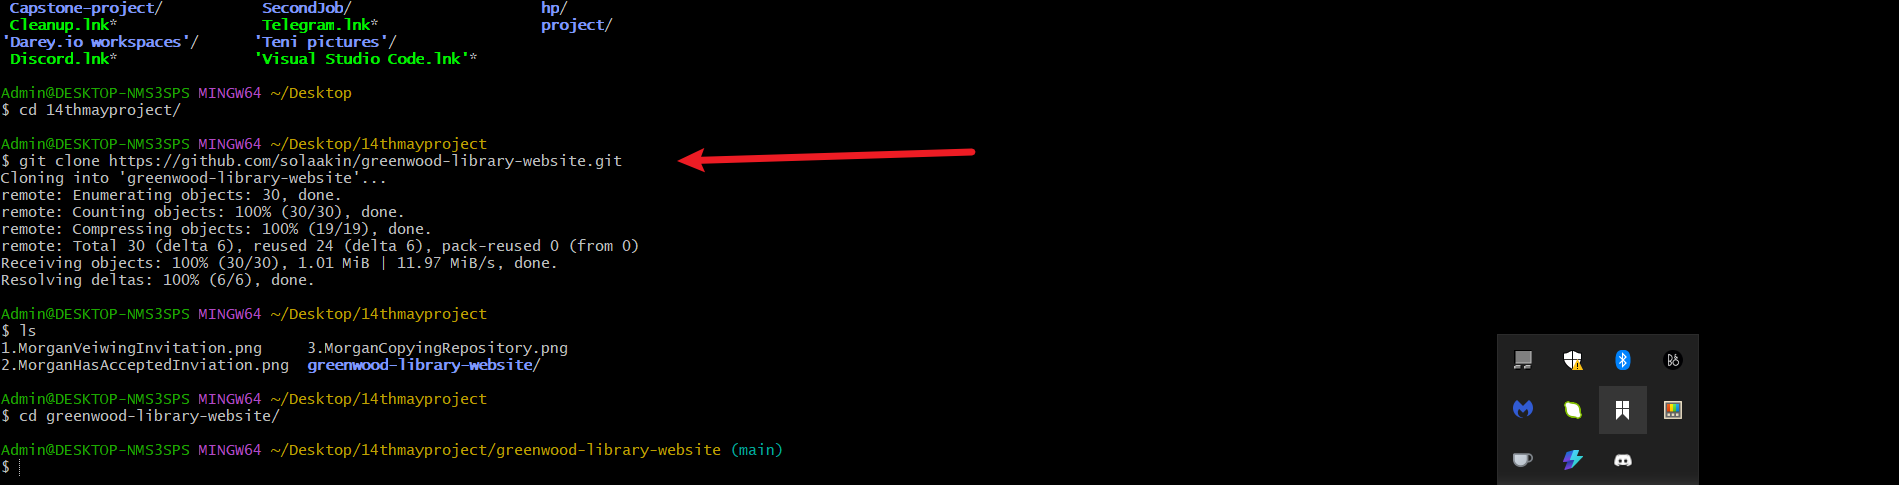 Capstone-project/ SecondJob/ hp/
Cleanup.lnk* Telegram.lnk* project/
'Darey.io workspaces'/ 'Teni pictures'/
Discord.lnk* 'Visual Studio Code.lnk'*
Admin@DESKTOP-NMS3SPS MINGW64 ~/Desktop
$ cd 14thmayproject/
Admin@DESKTOP-NMS3SPS MINGW64 ~/Desktop/14thmayproject
$ git clone https://github.com/solaakin/greenwood-library-website.git
Cloning into 'greenwood-library-website'...
remote: Enumerating objects: 30, done.
remote: Counting objects: 100% (30/30), done.
remote: Compressing objects: 100% (19/19), done.
remote: Total 30 (delta 6), reused 24 (delta 6), pack-reused 0 (from 0)
Receiving objects: 100% (30/30), 1.01 MiB | 11.97 MiB/s, done.
Resolving deltas: 100% (6/6), done.
Admin@DESKTOP-NMS3SPS MINGW64 ~/Desktop/14thmayproject
$ ls
1.MorganVeiwingInvitation.png 3.MorganCopyingRepository.png
2.MorganHasAcceptedInviation.png greenwood-library-website/
Admin@DESKTOP-NMS3SPS MINGW64 ~/Desktop/14thmayproject
$ cd greenwood-library-website/
Admin@DESKTOP-NMS3SPS MINGW64 ~/Desktop/14thmayproject/greenwood-library-website (main)
$